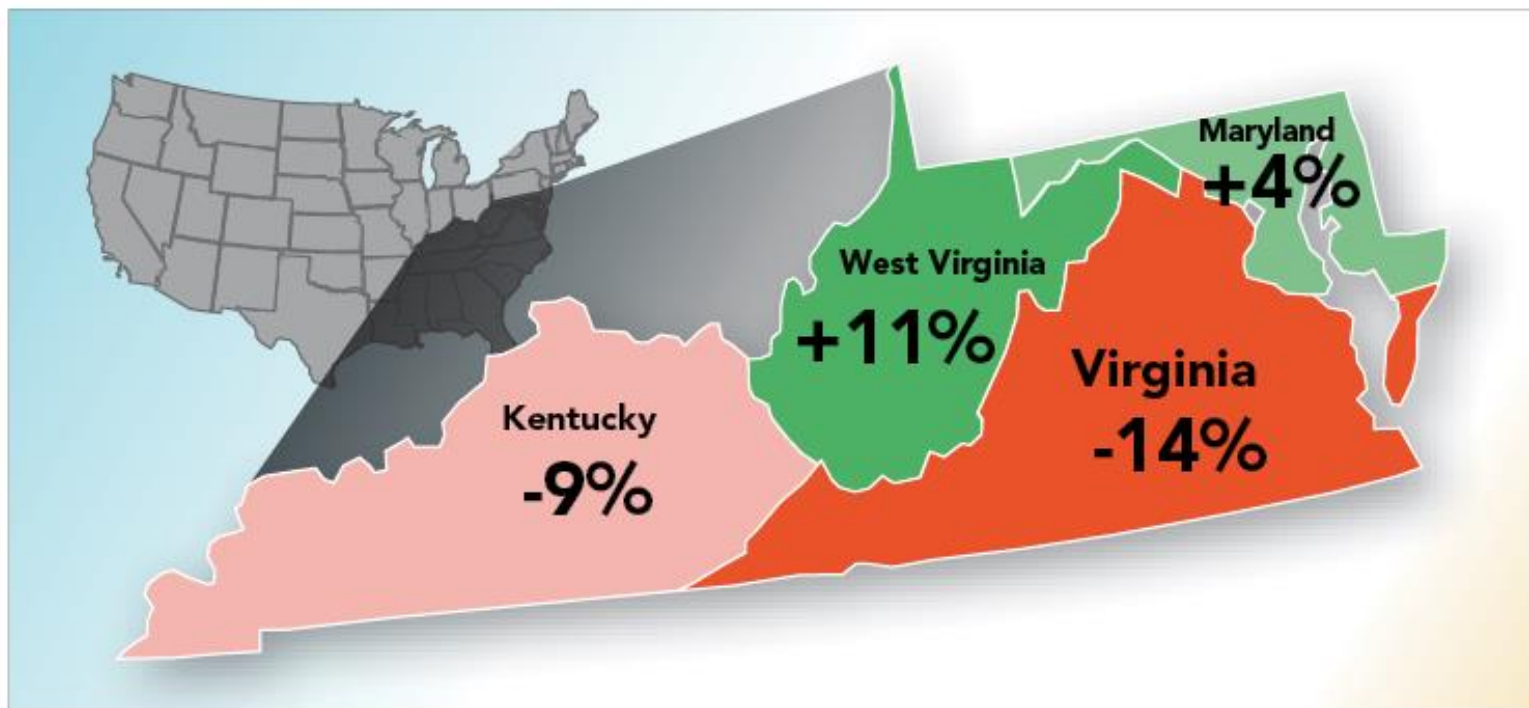 Maryland
+4%
West Virginia
+11%
Virginia
-14%
Kentucky
-9%